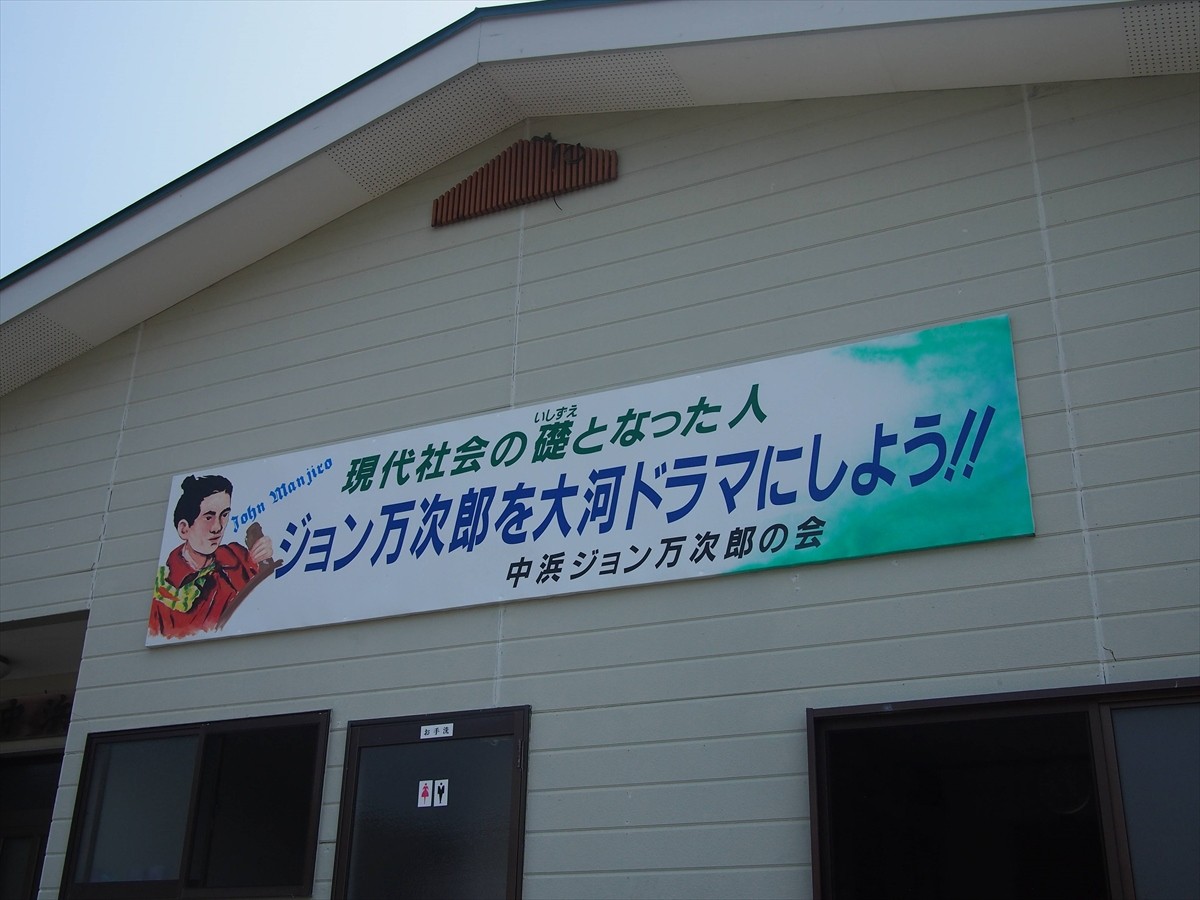 John Manjiro
いしずえ
現代社会の礎となった人
ジョン万次郎を大河ドラマにしよう!!
中浜ジョン万次郎の会
お手洗